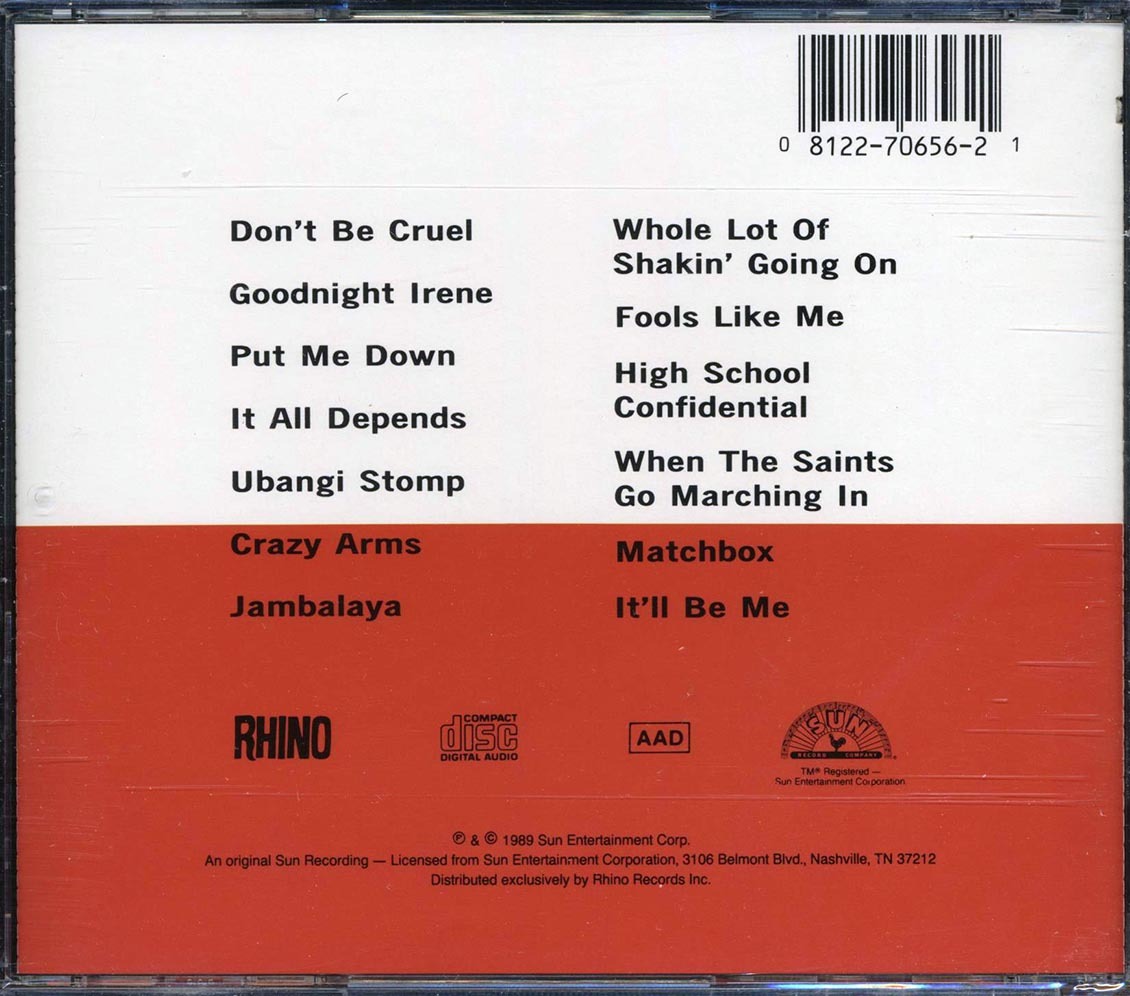 0 8122-70656-2 1
Don't Be Cruel
Goodnight Irene
Put Me Down
It All Depends
Ubangi Stomp
Crazy Arms
Jambalaya
Whole Lot Of
Shakin' Going On
Fools Like Me
High School
Confidential
When The Saints
Go Marching In
Matchbox
It'll Be Me
RHINO
COMPACT
disc
DIGITAL AUDIO
AAD
SUN
RECORD COMPANY
TM® Registered —
Sun Entertainment Corporation
℗ & © 1989 Sun Entertainment Corp.
An original Sun Recording — Licensed from Sun Entertainment Corporation, 3106 Belmont Blvd., Nashville, TN 37212
Distributed exclusively by Rhino Records Inc.